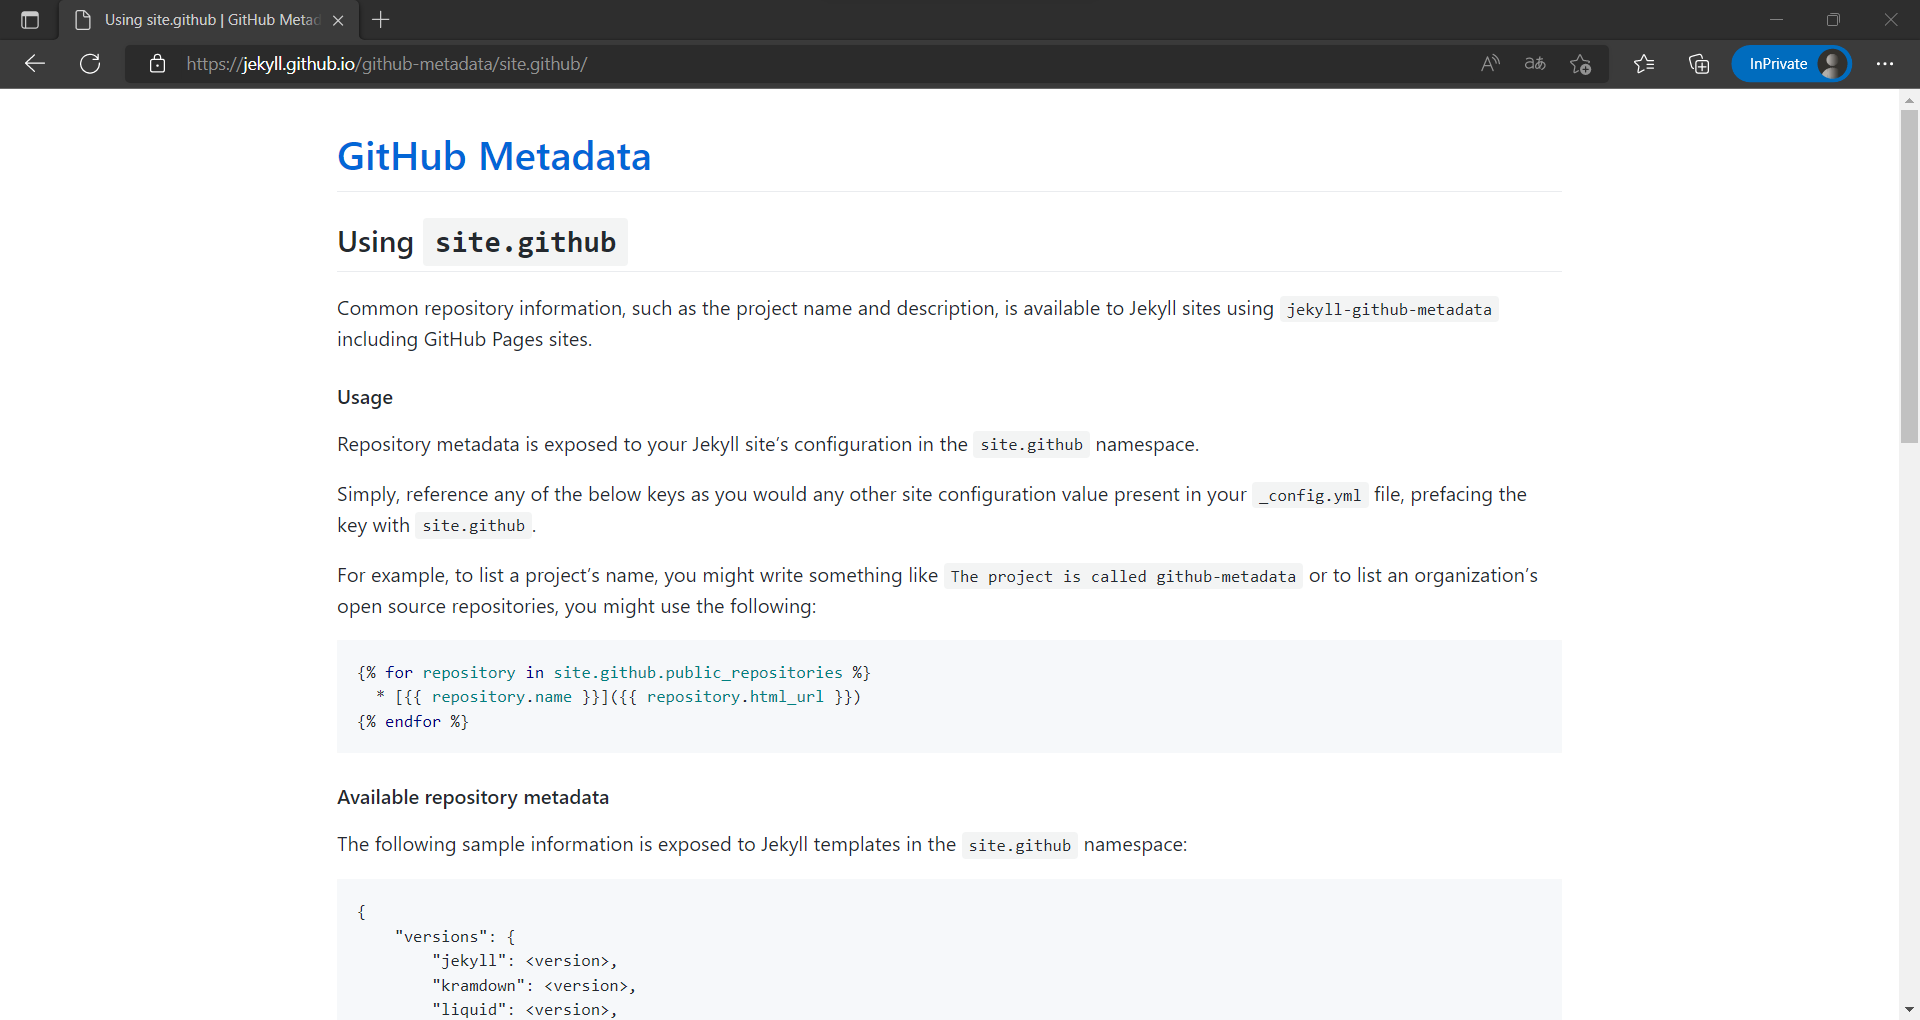 Using site.github | GitHub Metad
https://jekyll.github.io/github-metadata/site.github/
InPrivate
GitHub Metadata
Using site.github
Common repository information, such as the project name and description, is available to Jekyll sites using jekyll-github-metadata
including GitHub Pages sites.
Usage
Repository metadata is exposed to your Jekyll site’s configuration in the site.github namespace.
Simply, reference any of the below keys as you would any other site configuration value present in your _config.yml file, prefacing the
key with site.github.
For example, to list a project’s name, you might write something like The project is called github-metadata or to list an organization’s
open source repositories, you might use the following:
{% for repository in site.github.public_repositories %}
  * [{{ repository.name }}]({{ repository.html_url }})
{% endfor %}
Available repository metadata
The following sample information is exposed to Jekyll templates in the site.github namespace:
{
    "versions": {
        "jekyll": <version>,
        "kramdown": <version>,
        "liquid": <version>,